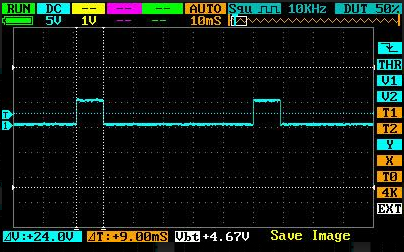 RUN DC -- -- -- AUTO Squ 10KHz DUT 50%
5V 1V -- -- 10mS
THR
V1
V2
T
T1
1
T2
Y
X
T0
4K
EXT
ΔV:+24.0V ΔT:+9.00mS Vbt +4.67V Save Image